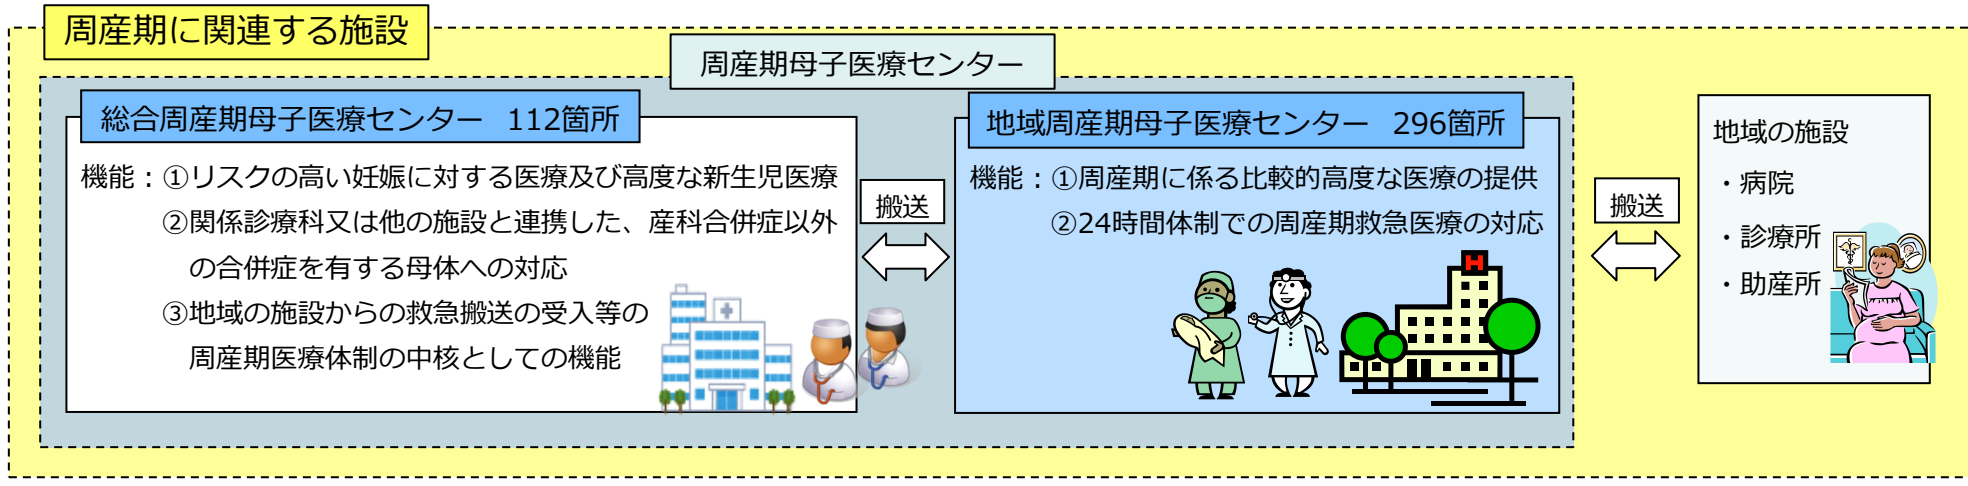 周産期に関連する施設
周産期母子医療センター
総合周産期母子医療センター 112箇所
機能：①リスクの高い妊娠に対する医療及び高度な新生児医療
②関係診療科又は他の施設と連携した、産科合併症以外
の合併症を有する母体への対応
③地域の施設からの救急搬送の受入等の
周産期医療体制の中核としての機能
搬送
地域周産期母子医療センター 296箇所
機能：①周産期に係る比較的高度な医療の提供
②24時間体制での周産期救急医療の対応
H
搬送
地域の施設
・病院
・診療所
・助産所